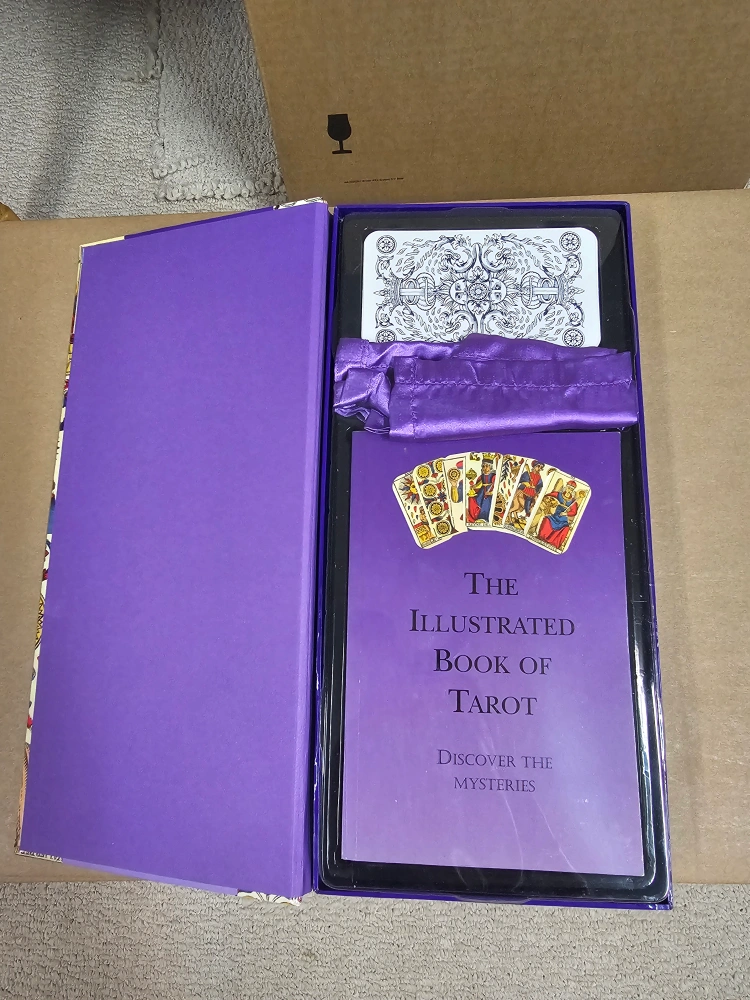 THE
ILLUSTRATED
BOOK OF
TAROT
DISCOVER THE
MYSTERIES